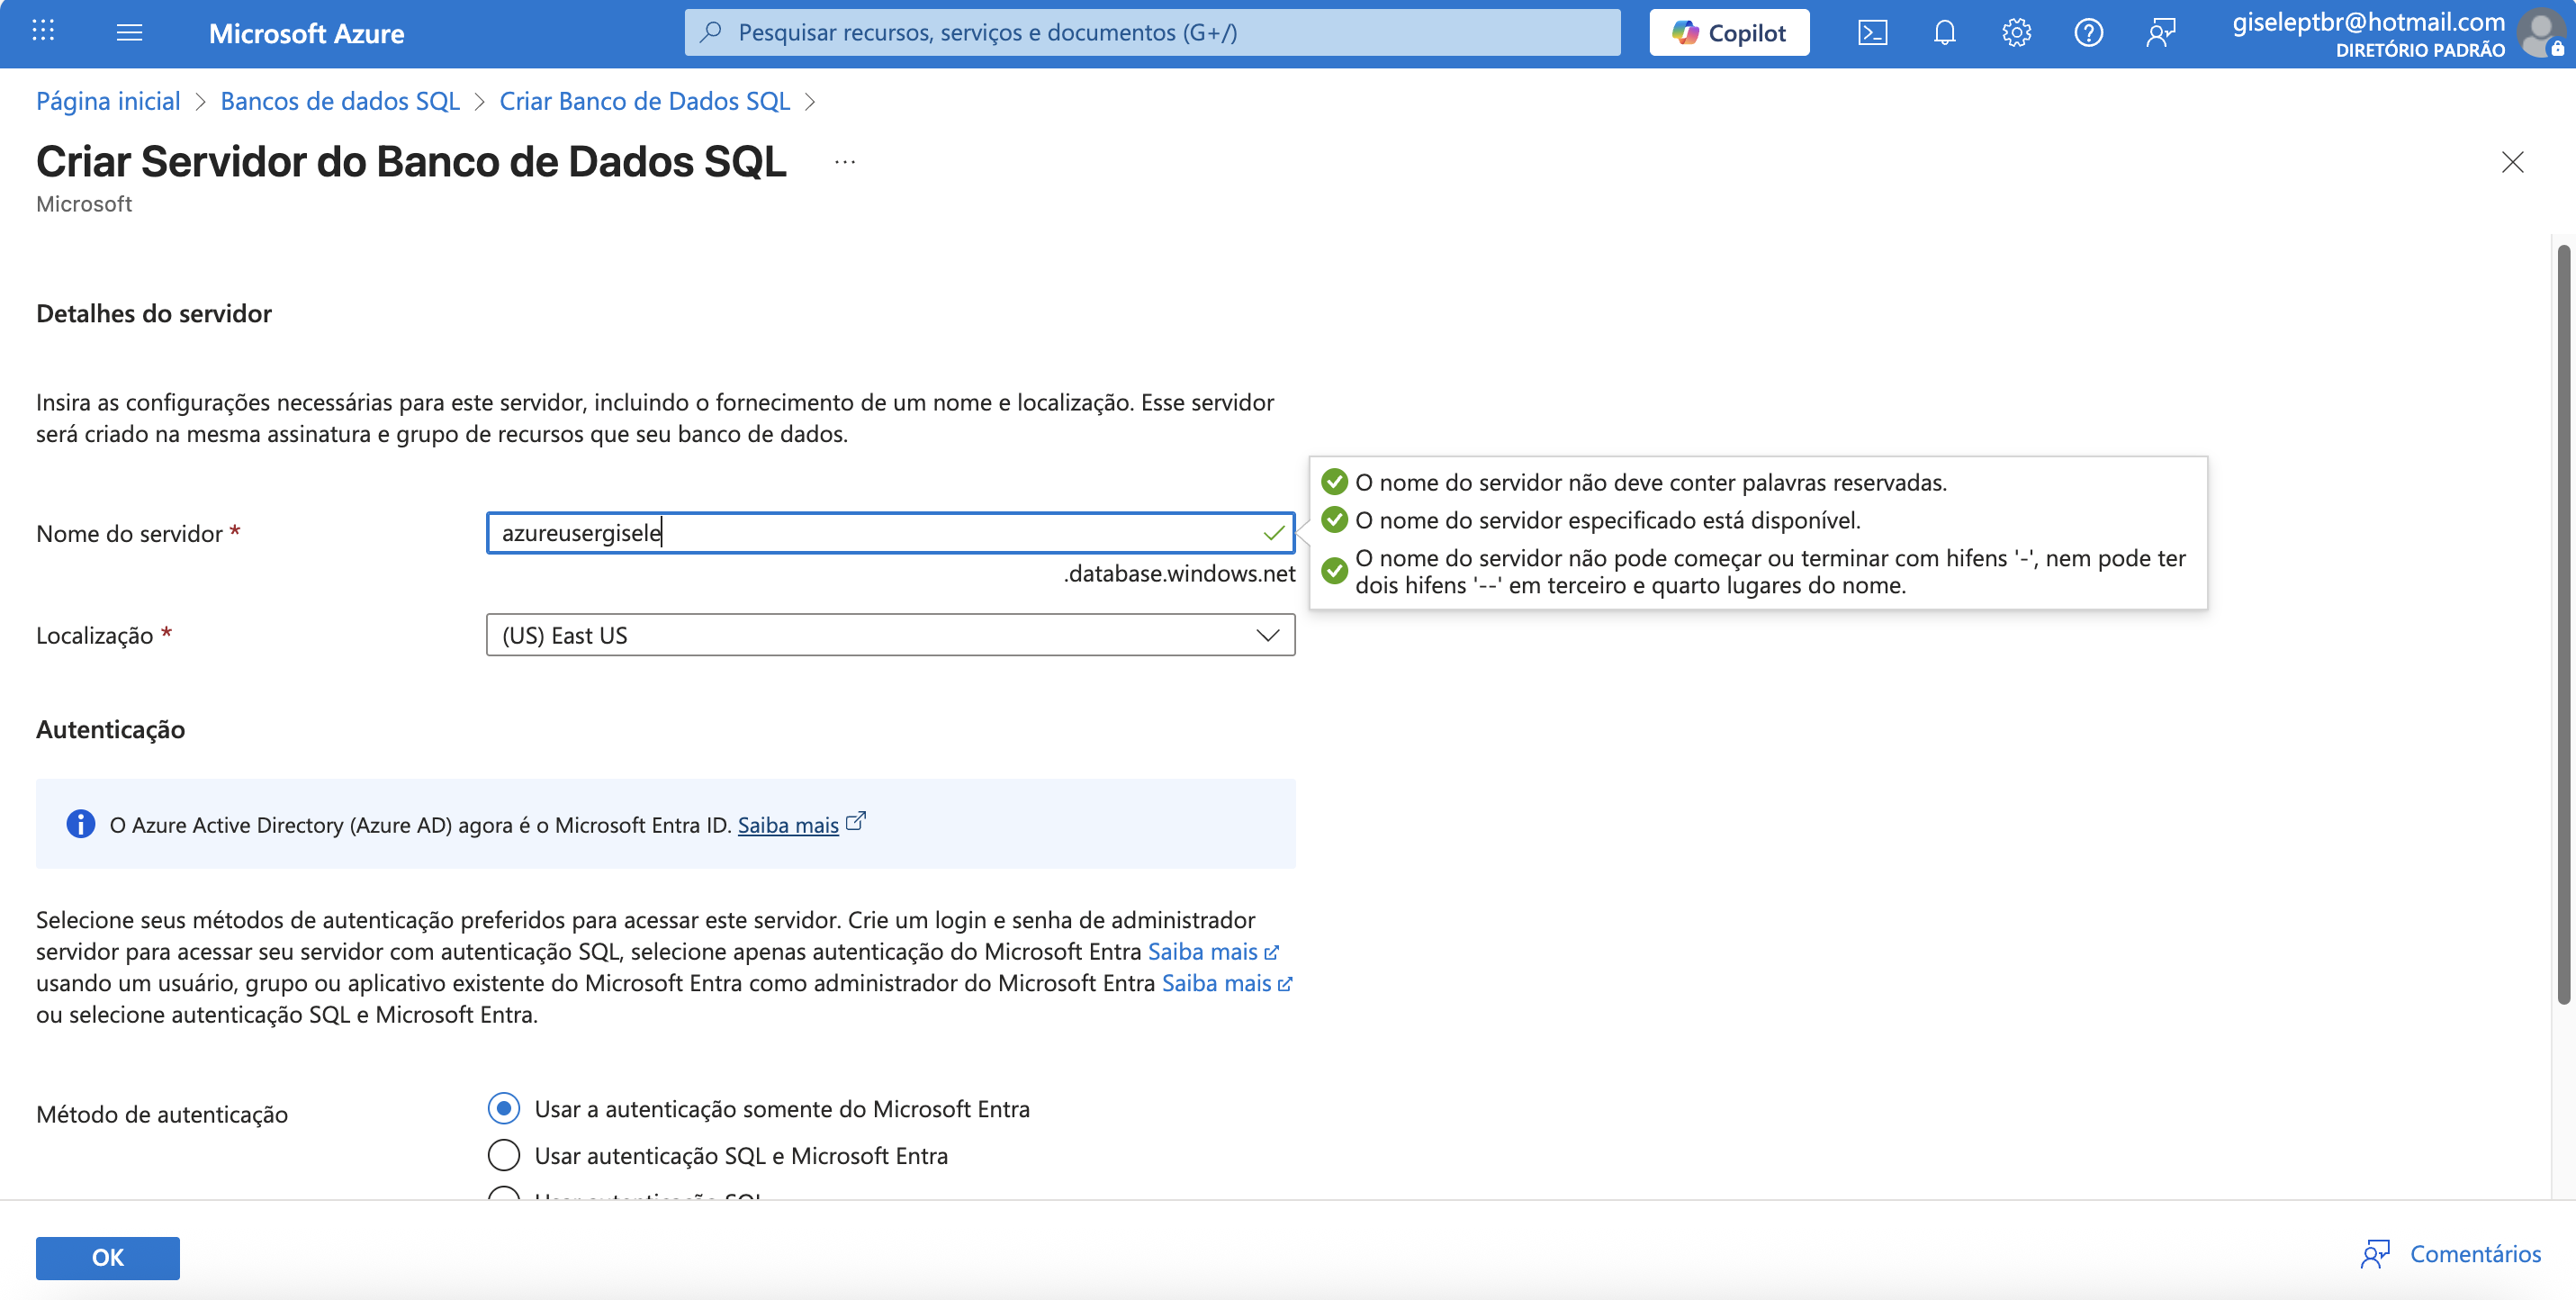 Microsoft Azure
Pesquisar recursos, serviços e documentos (G+/)
Copilot
giseleptbr@hotmail.com
DIRETÓRIO PADRÃO
Página inicial > Bancos de dados SQL > Criar Banco de Dados SQL >
Criar Servidor do Banco de Dados SQL ...
Microsoft
Detalhes do servidor
Insira as configurações necessárias para este servidor, incluindo o fornecimento de um nome e localização. Esse servidor
será criado na mesma assinatura e grupo de recursos que seu banco de dados.
Nome do servidor *
azureusergisele
.database.windows.net
O nome do servidor não deve conter palavras reservadas.
O nome do servidor especificado está disponível.
O nome do servidor não pode começar ou terminar com hifens '-', nem pode ter
dois hifens '--' em terceiro e quarto lugares do nome.
Localização *
(US) East US
Autenticação
O Azure Active Directory (Azure AD) agora é o Microsoft Entra ID. Saiba mais
Selecione seus métodos de autenticação preferidos para acessar este servidor. Crie um login e senha de administrador
servidor para acessar seu servidor com autenticação SQL, selecione apenas autenticação do Microsoft Entra Saiba mais
usando um usuário, grupo ou aplicativo existente do Microsoft Entra como administrador do Microsoft Entra Saiba mais
ou selecione autenticação SQL e Microsoft Entra.
Método de autenticação
Usar a autenticação somente do Microsoft Entra
Usar autenticação SQL e Microsoft Entra
Usar autenticação SQL
OK
Comentários